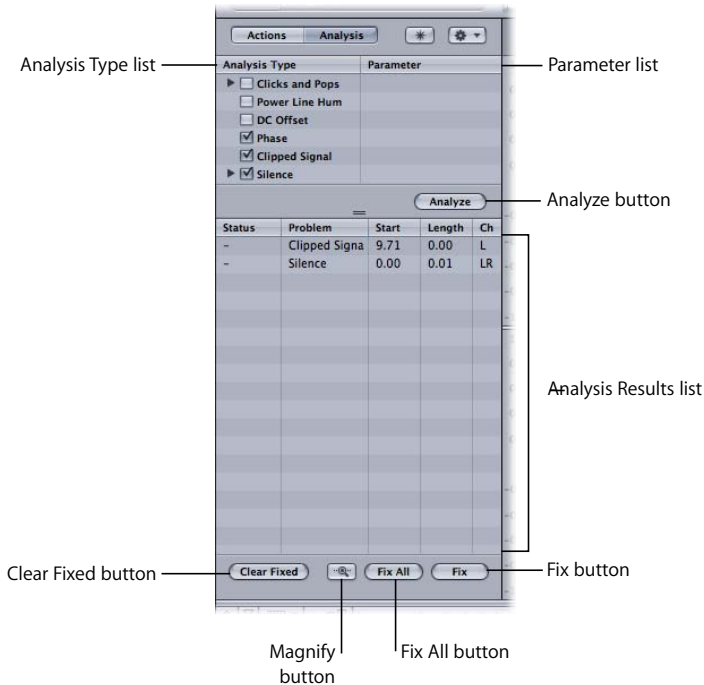 Actions Analysis
Analysis Type list
Analysis Type Parameter
Parameter list
Clicks and Pops
Power Line Hum
DC Offset
Phase
Clipped Signal
Silence
Analyze
Analyze button
Status Problem Start Length Ch
- Clipped Signa 9.71 0.00 L
- Silence 0.00 0.01 LR
Analysis Results list
Clear Fixed button
Clear Fixed Fix All Fix
Fix button
Magnify
button
Fix All button